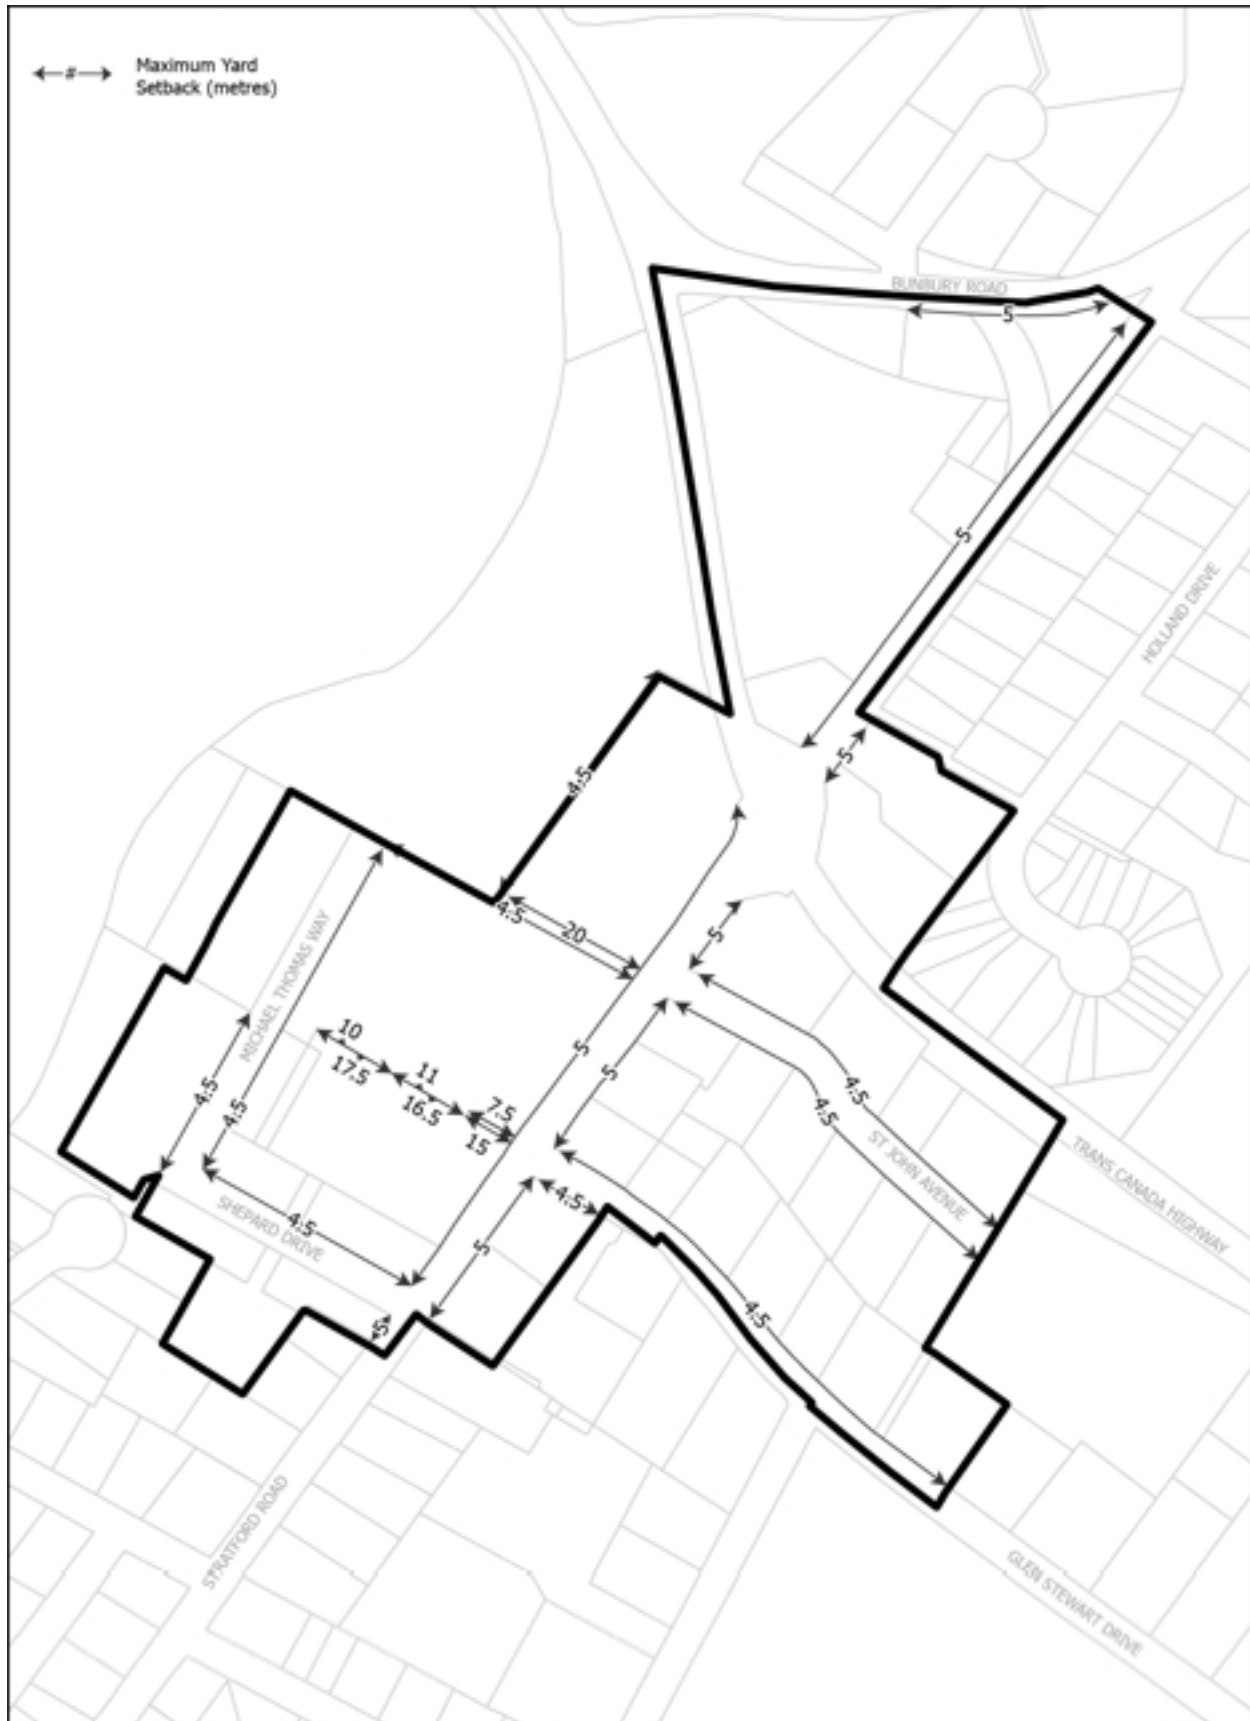 #
Maximum Yard
Setback (metres)
BUNBURY ROAD
5
5
HOLLAND DRIVE
5
4.5
4.5
20
5
MICHAEL THOMAS WAY
10
17.5
11
16.5
7.5
15
5
5
4.5
4.5
4.5
4.5
ST JOHN AVENUE
TRANS CANADA HIGHWAY
4.5
SHEPARD DRIVE
4.5
5
5
4.5
STRATFORD ROAD
GLEN STEWART DRIVE